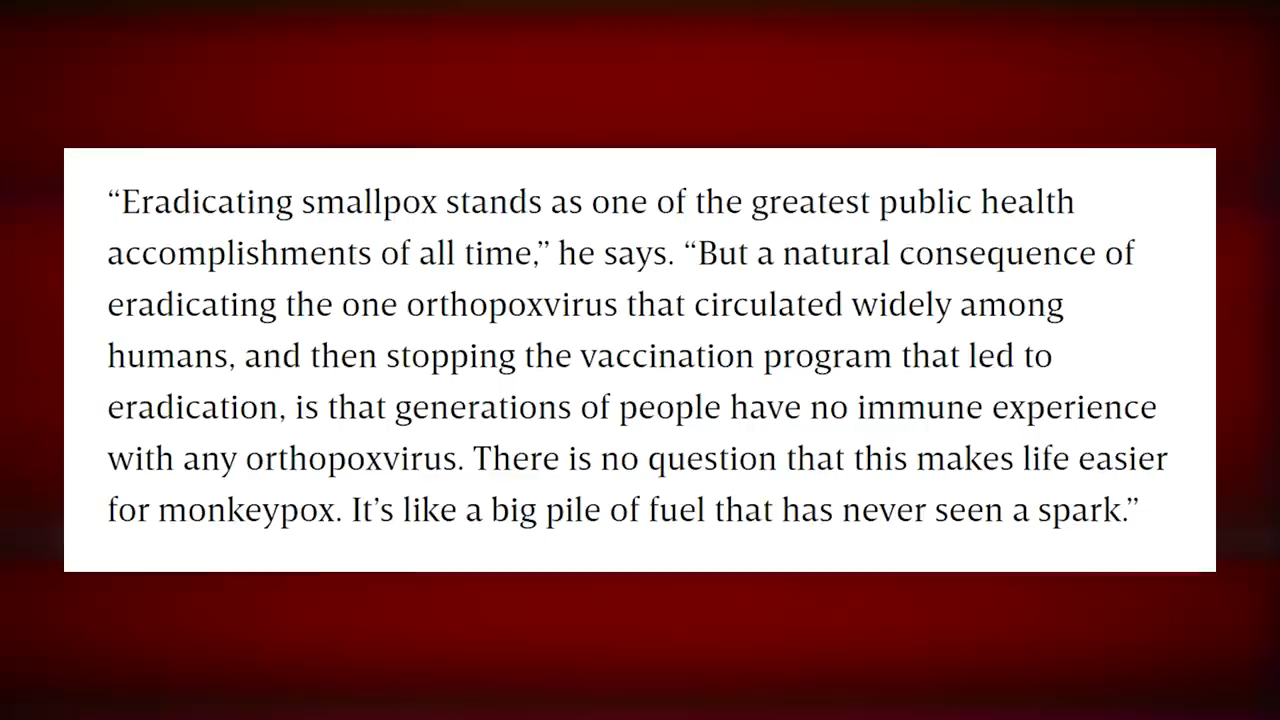 “Eradicating smallpox stands as one of the greatest public health
accomplishments of all time,” he says. “But a natural consequence of
eradicating the one orthopoxvirus that circulated widely among
humans, and then stopping the vaccination program that led to
eradication, is that generations of people have no immune experience
with any orthopoxvirus. There is no question that this makes life easier
for monkeypox. It’s like a big pile of fuel that has never seen a spark.”